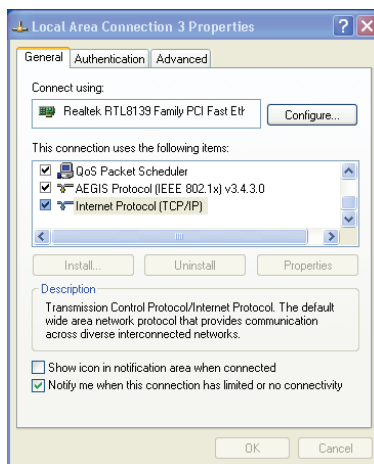 Local Area Connection 3 Properties
General Authentication Advanced
Connect using:
Realtek RTL8139 Family PCI Fast Eth
Configure...
This connection uses the following items:
QoS Packet Scheduler
AEGIS Protocol (IEEE 802.1x) v3.4.3.0
Internet Protocol (TCP/IP)
Install... Uninstall Properties
Description
Transmission Control Protocol/Internet Protocol. The default
wide area network protocol that provides communication
across diverse interconnected networks.
Show icon in notification area when connected
Notify me when this connection has limited or no connectivity
OK Cancel